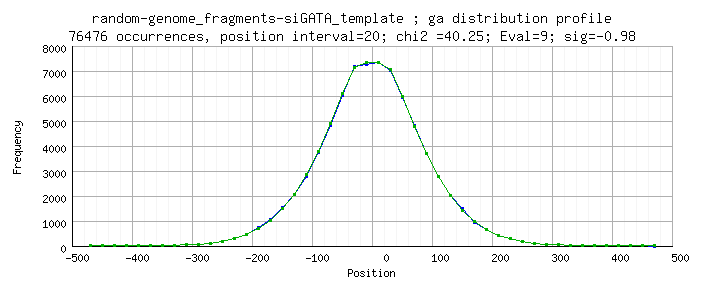 random-genome_fragments-siGATA_template ; ga distribution profile
76476 occurrences, position interval=20; chi2 =40.25; Eval=9; sig=-0.98
8000
7000
6000
5000
4000
3000
2000
1000
0
Frequency
-500 -400 -300 -200 -100 0 100 200 300 400 500
Position